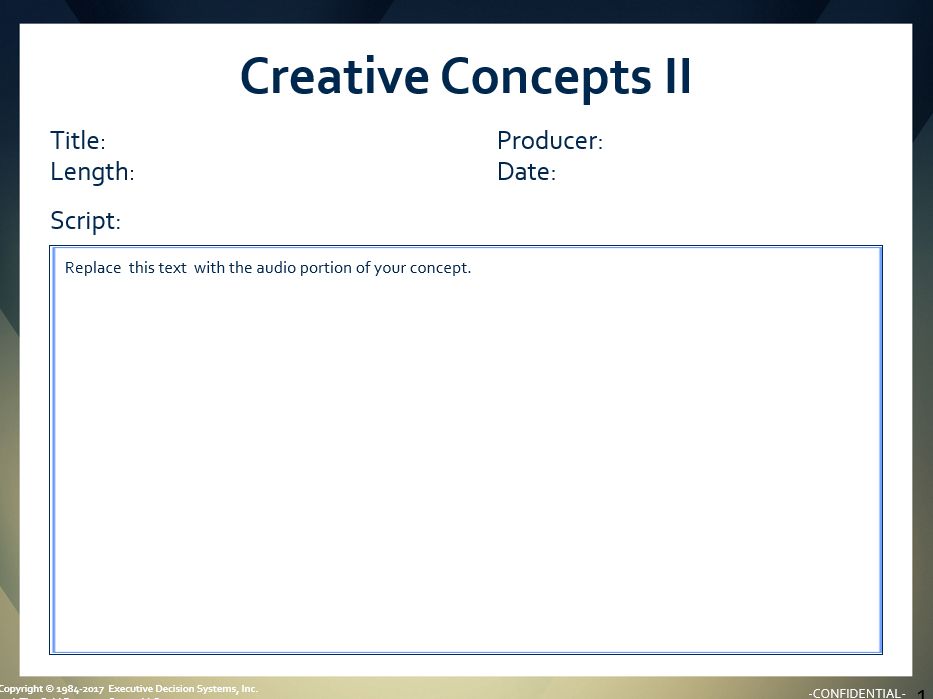 Creative Concepts II
Title:
Producer:
Length:
Date:
Script:
Replace  this text  with the audio portion of your concept.
Copyright © 1984-2017  Executive Decision Systems, Inc.
-CONFIDENTIAL-
1